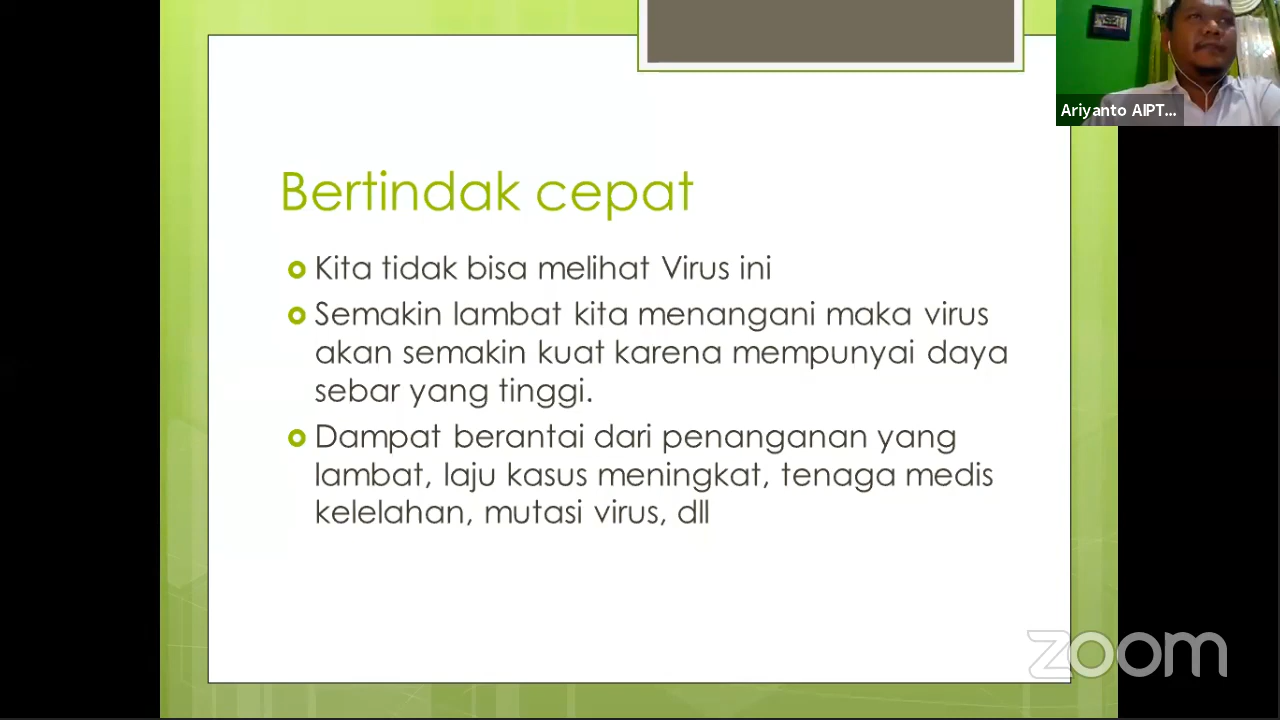 Ariyanto AIPT...
Bertindak cepat
Kita tidak bisa melihat Virus ini
Semakin lambat kita menangani maka virus
akan semakin kuat karena mempunyai daya
sebar yang tinggi.
Dampat berantai dari penanganan yang
lambat, laju kasus meningkat, tenaga medis
kelelahan, mutasi virus, dll
zoom